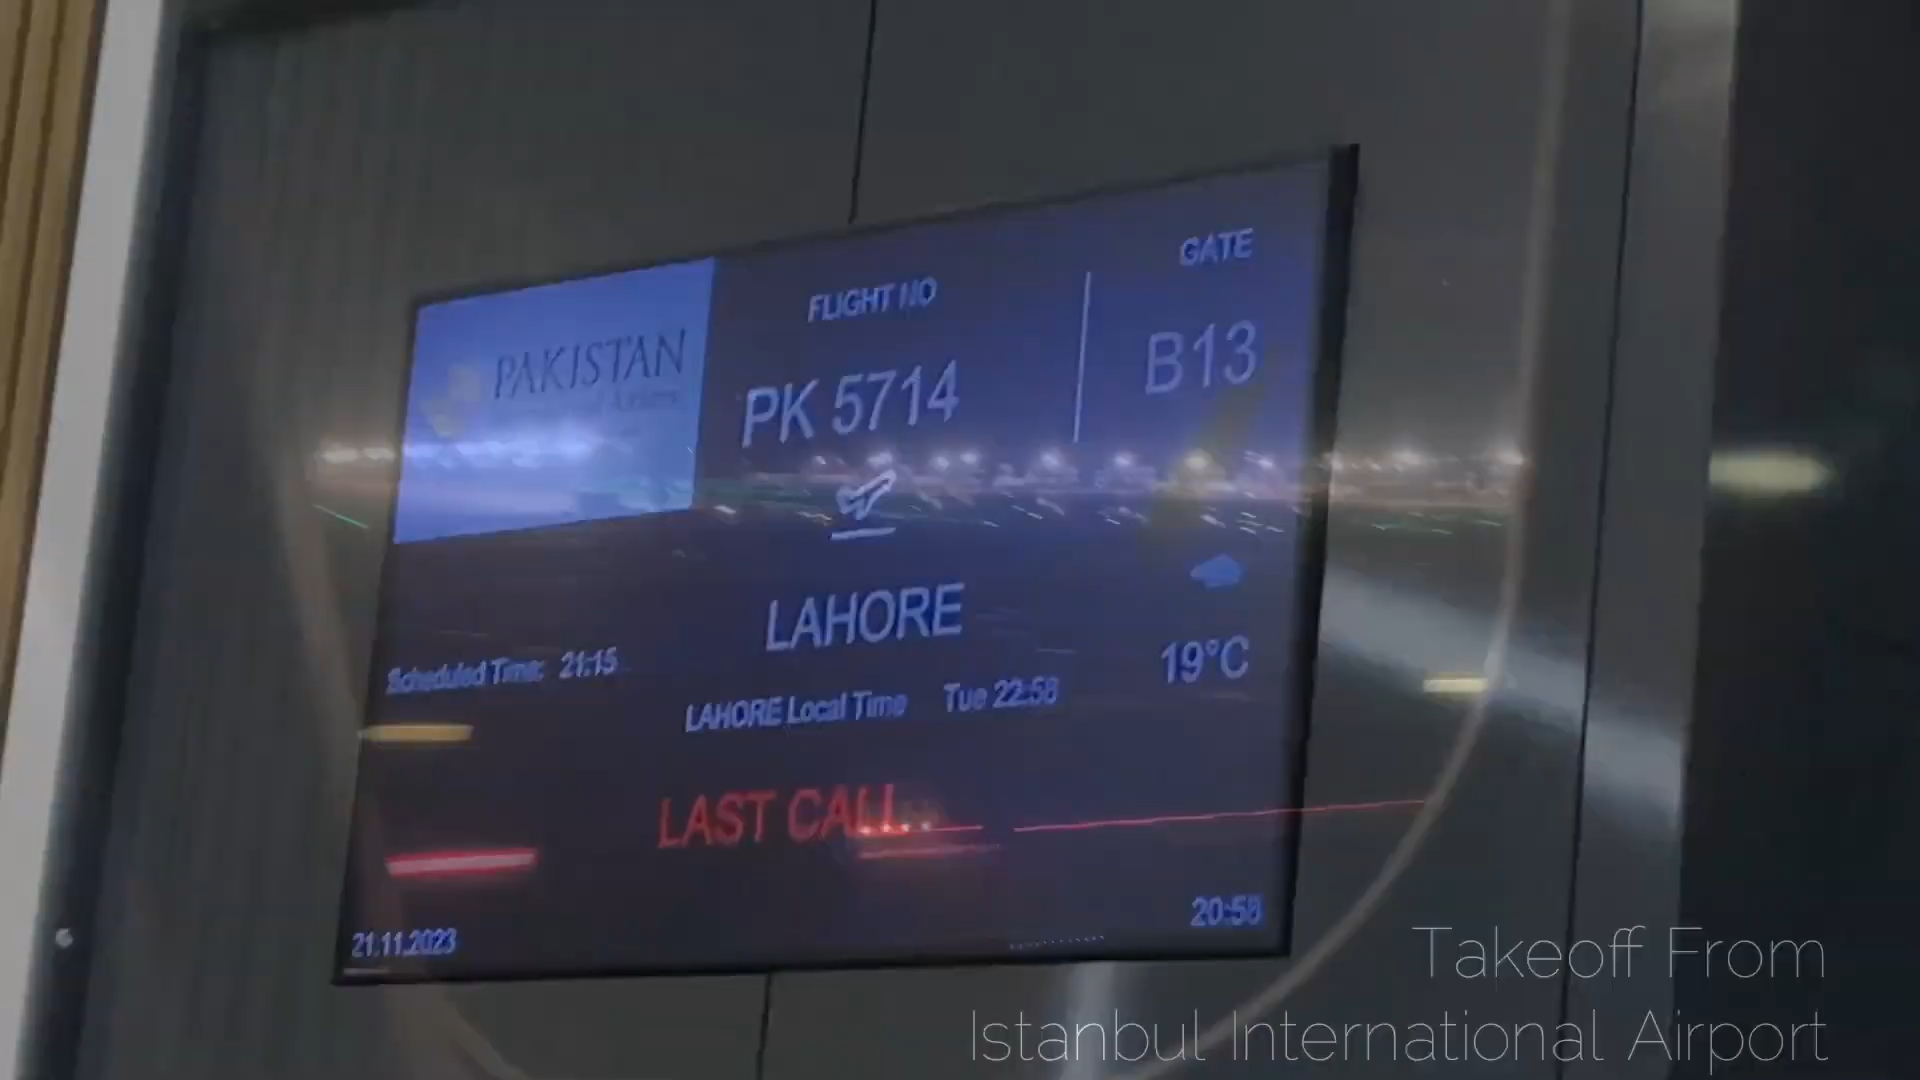 GATE
FLIGHT NO
PAKISTAN
PK 5714
B13
LAHORE
Scheduled Time: 21:15
19°C
LAHORE Local Time Tue 22:58
LAST CALL
21.11.2023
20:58
Takeoff From
Istanbul International Airport